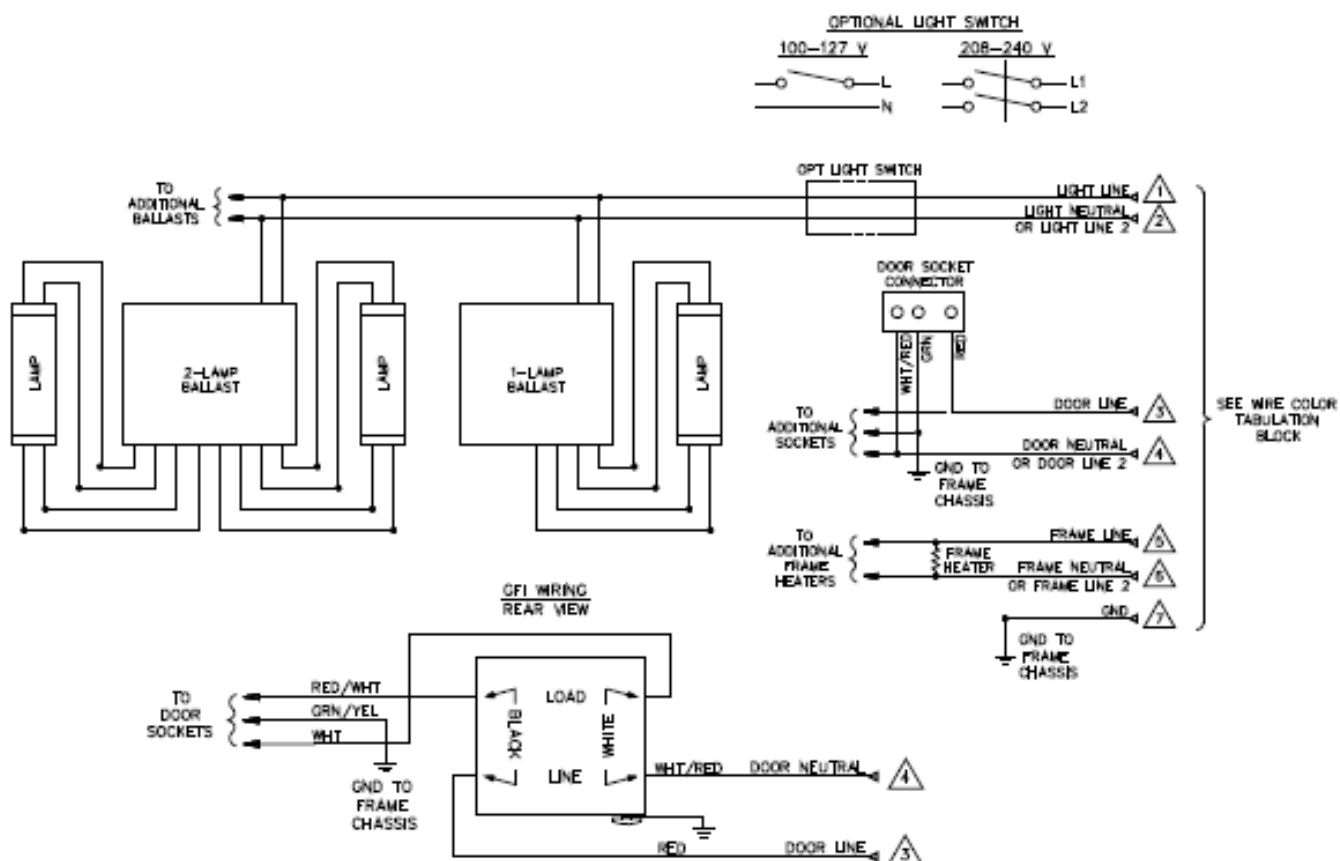 OPTIONAL LIGHT SWITCH
100–127 V
208–240 V
L
N
L1
L2
OPT LIGHT SWITCH
TO
ADDITIONAL
BALLASTS
LIGHT LINE
1
LIGHT NEUTRAL
OR LIGHT LINE 2
2
DOOR SOCKET
CONNECTOR
WHT/RED
GRN
RED
LAMP
2-LAMP
BALLAST
LAMP
1-LAMP
BALLAST
LAMP
TO
ADDITIONAL
SOCKETS
DOOR LINE
3
DOOR NEUTRAL
OR DOOR LINE 2
4
GND TO
FRAME
CHASSIS
SEE WIRE COLOR
TABULATION
BLOCK
TO
ADDITIONAL
FRAME
HEATERS
FRAME LINE
5
FRAME
HEATER
FRAME NEUTRAL
OR FRAME LINE 2
6
GND
7
GND TO
FRAME
CHASSIS
GFI WIRING
REAR VIEW
TO
DOOR
SOCKETS
RED/WHT
GRN/YEL
WHT
GND TO
FRAME
CHASSIS
LOAD
BLACK
WHITE
LINE
WHT/RED
DOOR NEUTRAL
4
RED
DOOR LINE
3